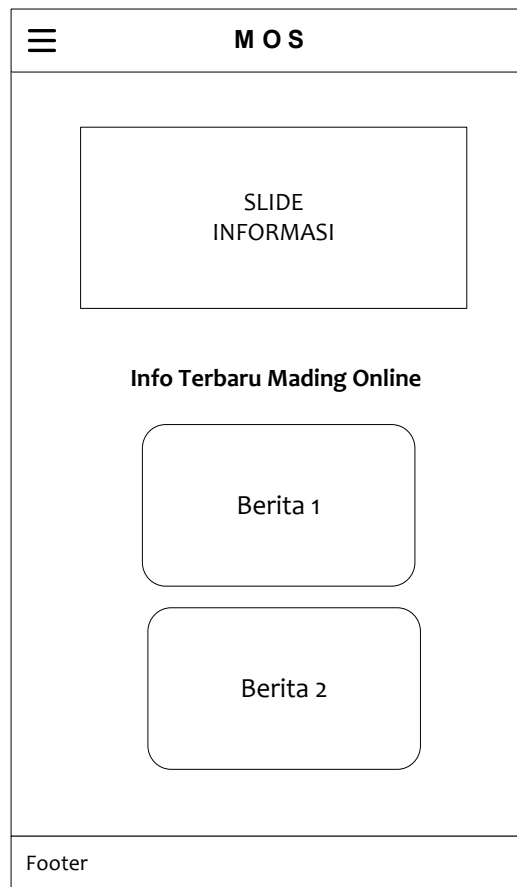 M O S
SLIDE
INFORMASI
Info Terbaru Mading Online
Berita 1
Berita 2
Footer